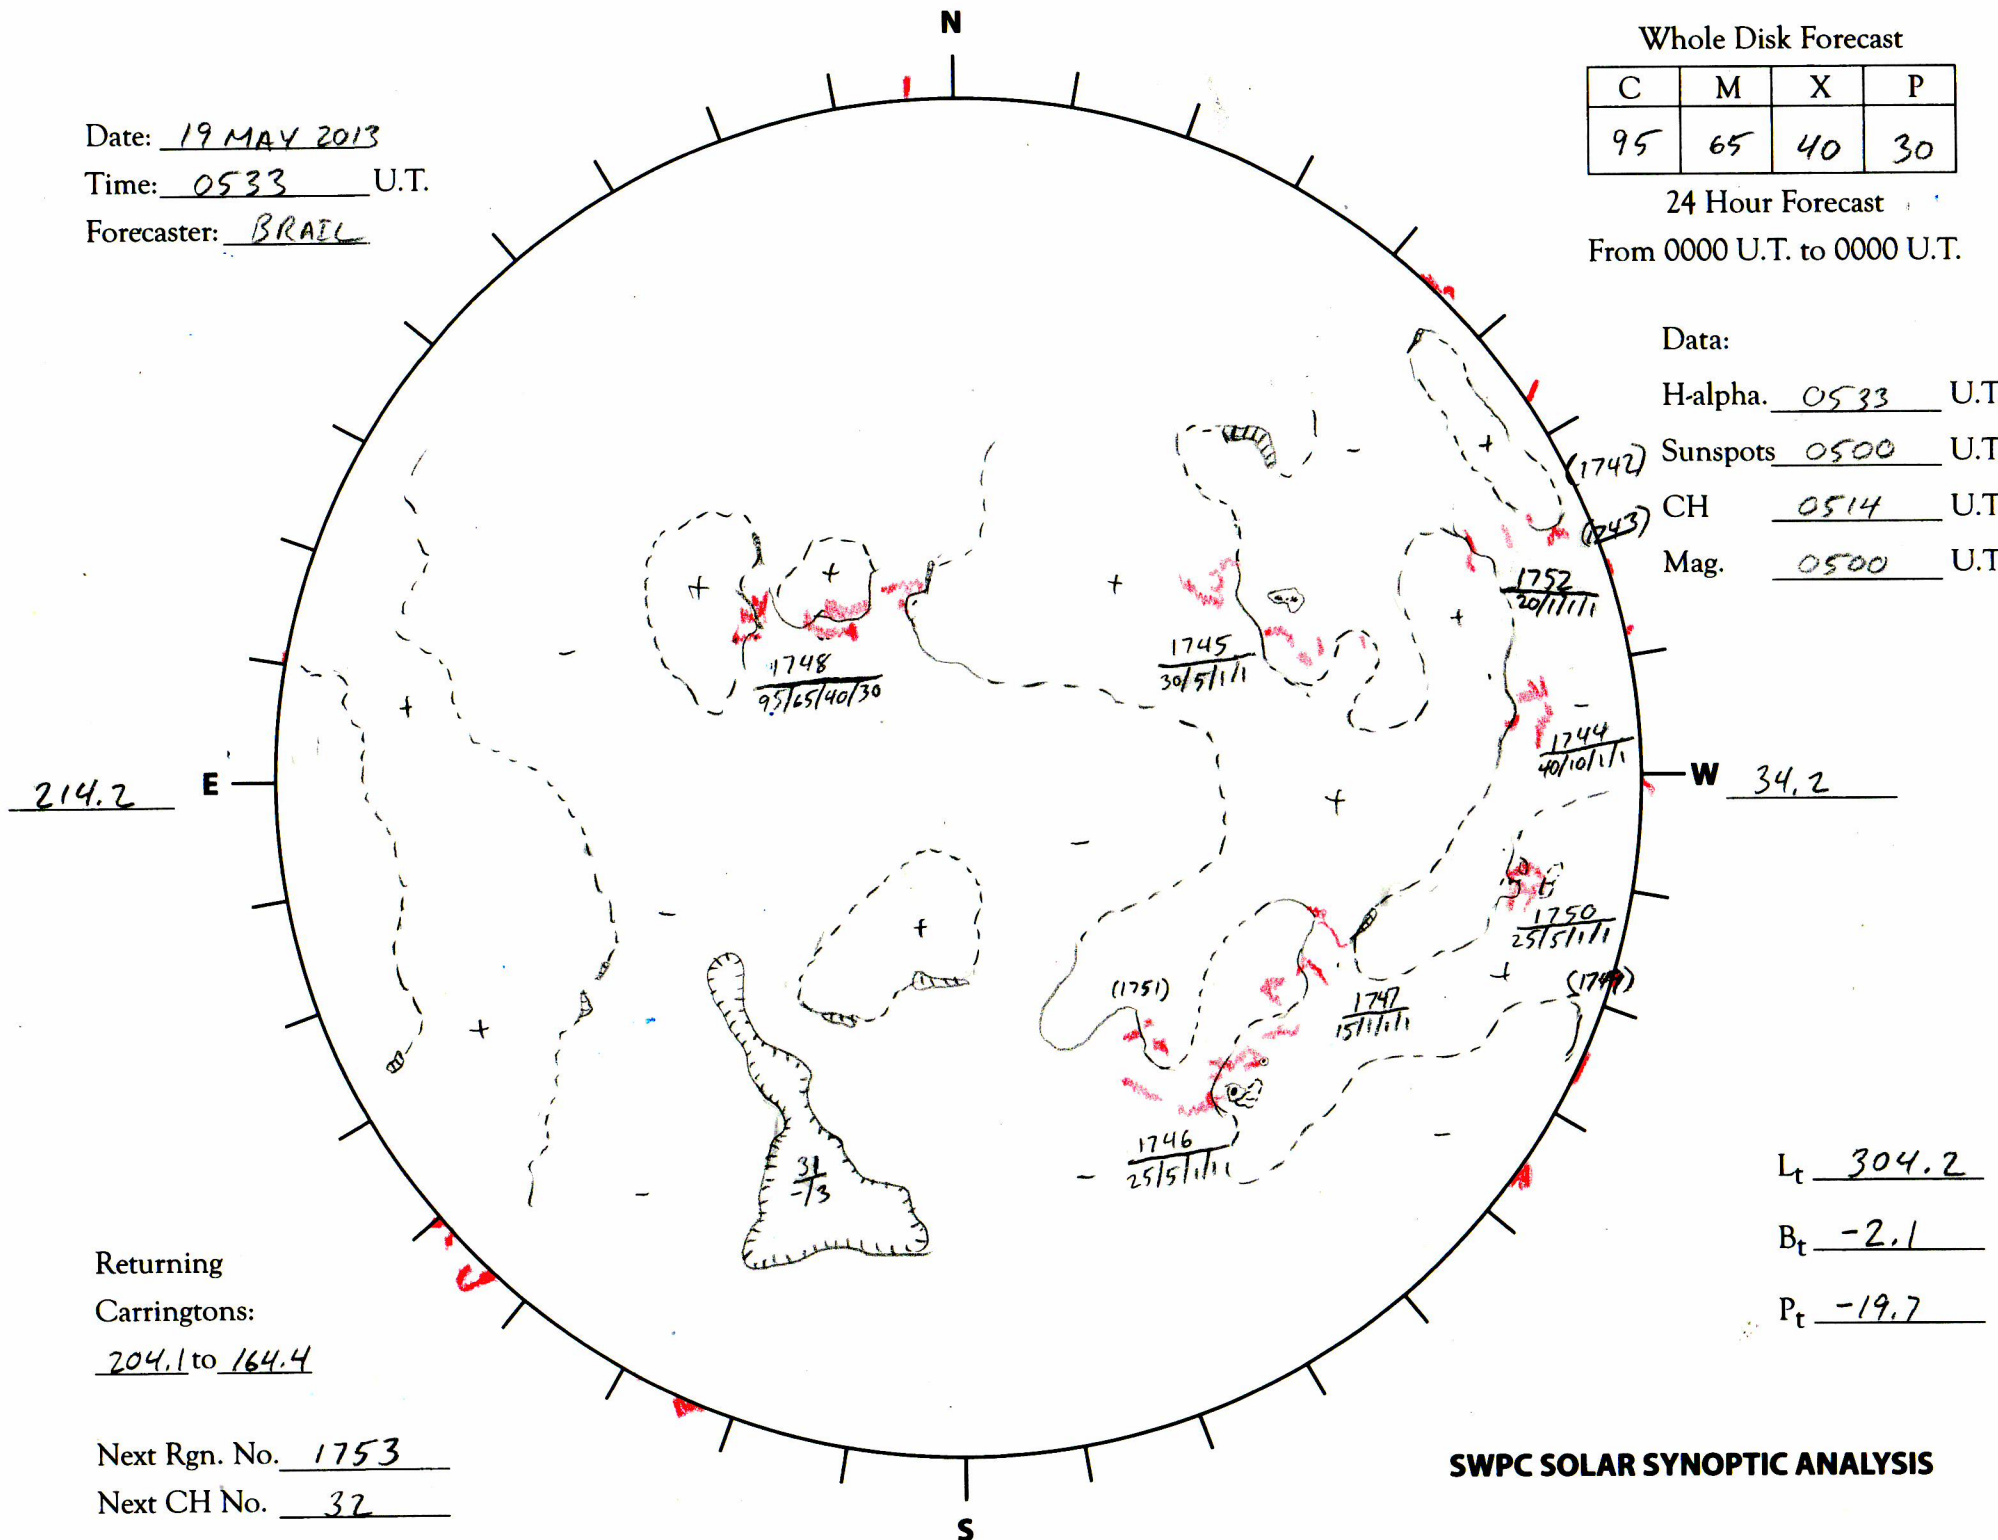 N
Date: 19 MAY 2013
Time: 0533 U.T.
Forecaster: BRAIL
Whole Disk Forecast
C M X P
95 65 40 30
24 Hour Forecast
From 0000 U.T. to 0000 U.T.
Data:
H-alpha. 0533 U.T
Sunspots 0500 U.T
CH 0514 U.T
Mag. 0500 U.T
(1742)
(1743)
1752
20/1/1/1
1745
30/5/1/1
1748
95/65/40/30
1744
40/10/1/1
214.2 E
W 34.2
1750
25/5/1/1
(1751)
(1749)
1747
15/1/1/1
1746
25/5/1/1
31
-/3
Lt 304.2
Bt -2.1
Pt -19.7
Returning
Carringtons:
204.1 to 164.4
Next Rgn. No. 1753
Next CH No. 32
SWPC SOLAR SYNOPTIC ANALYSIS
S